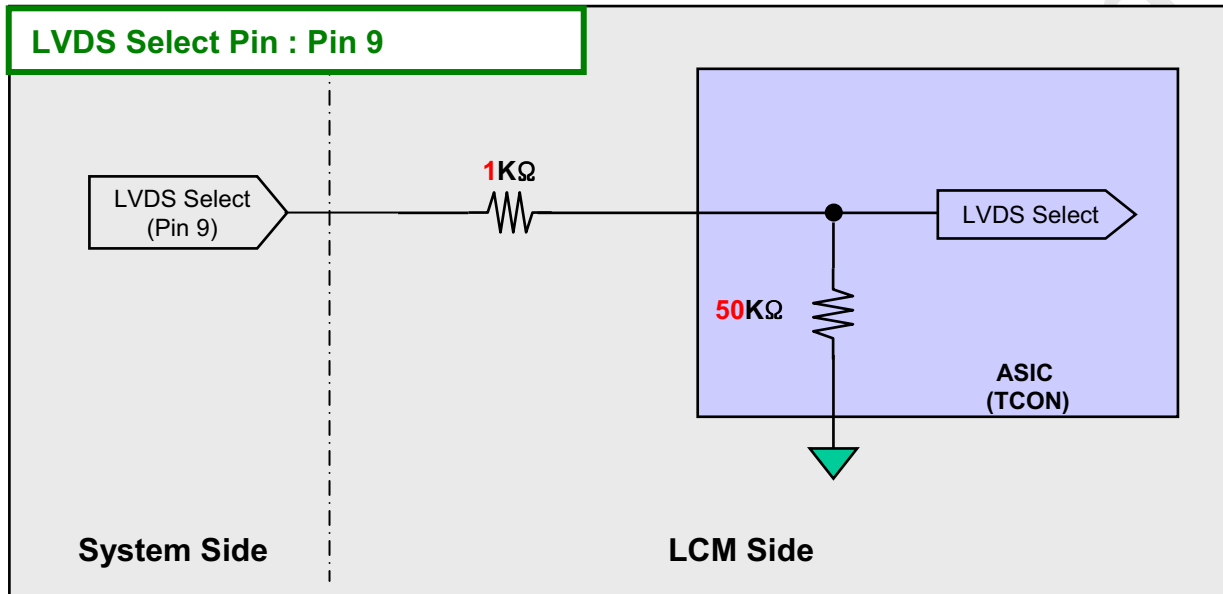 LVDS Select Pin : Pin 9
LVDS Select
(Pin 9)
1KΩ
LVDS Select
50KΩ
ASIC
(TCON)
System Side
LCM Side